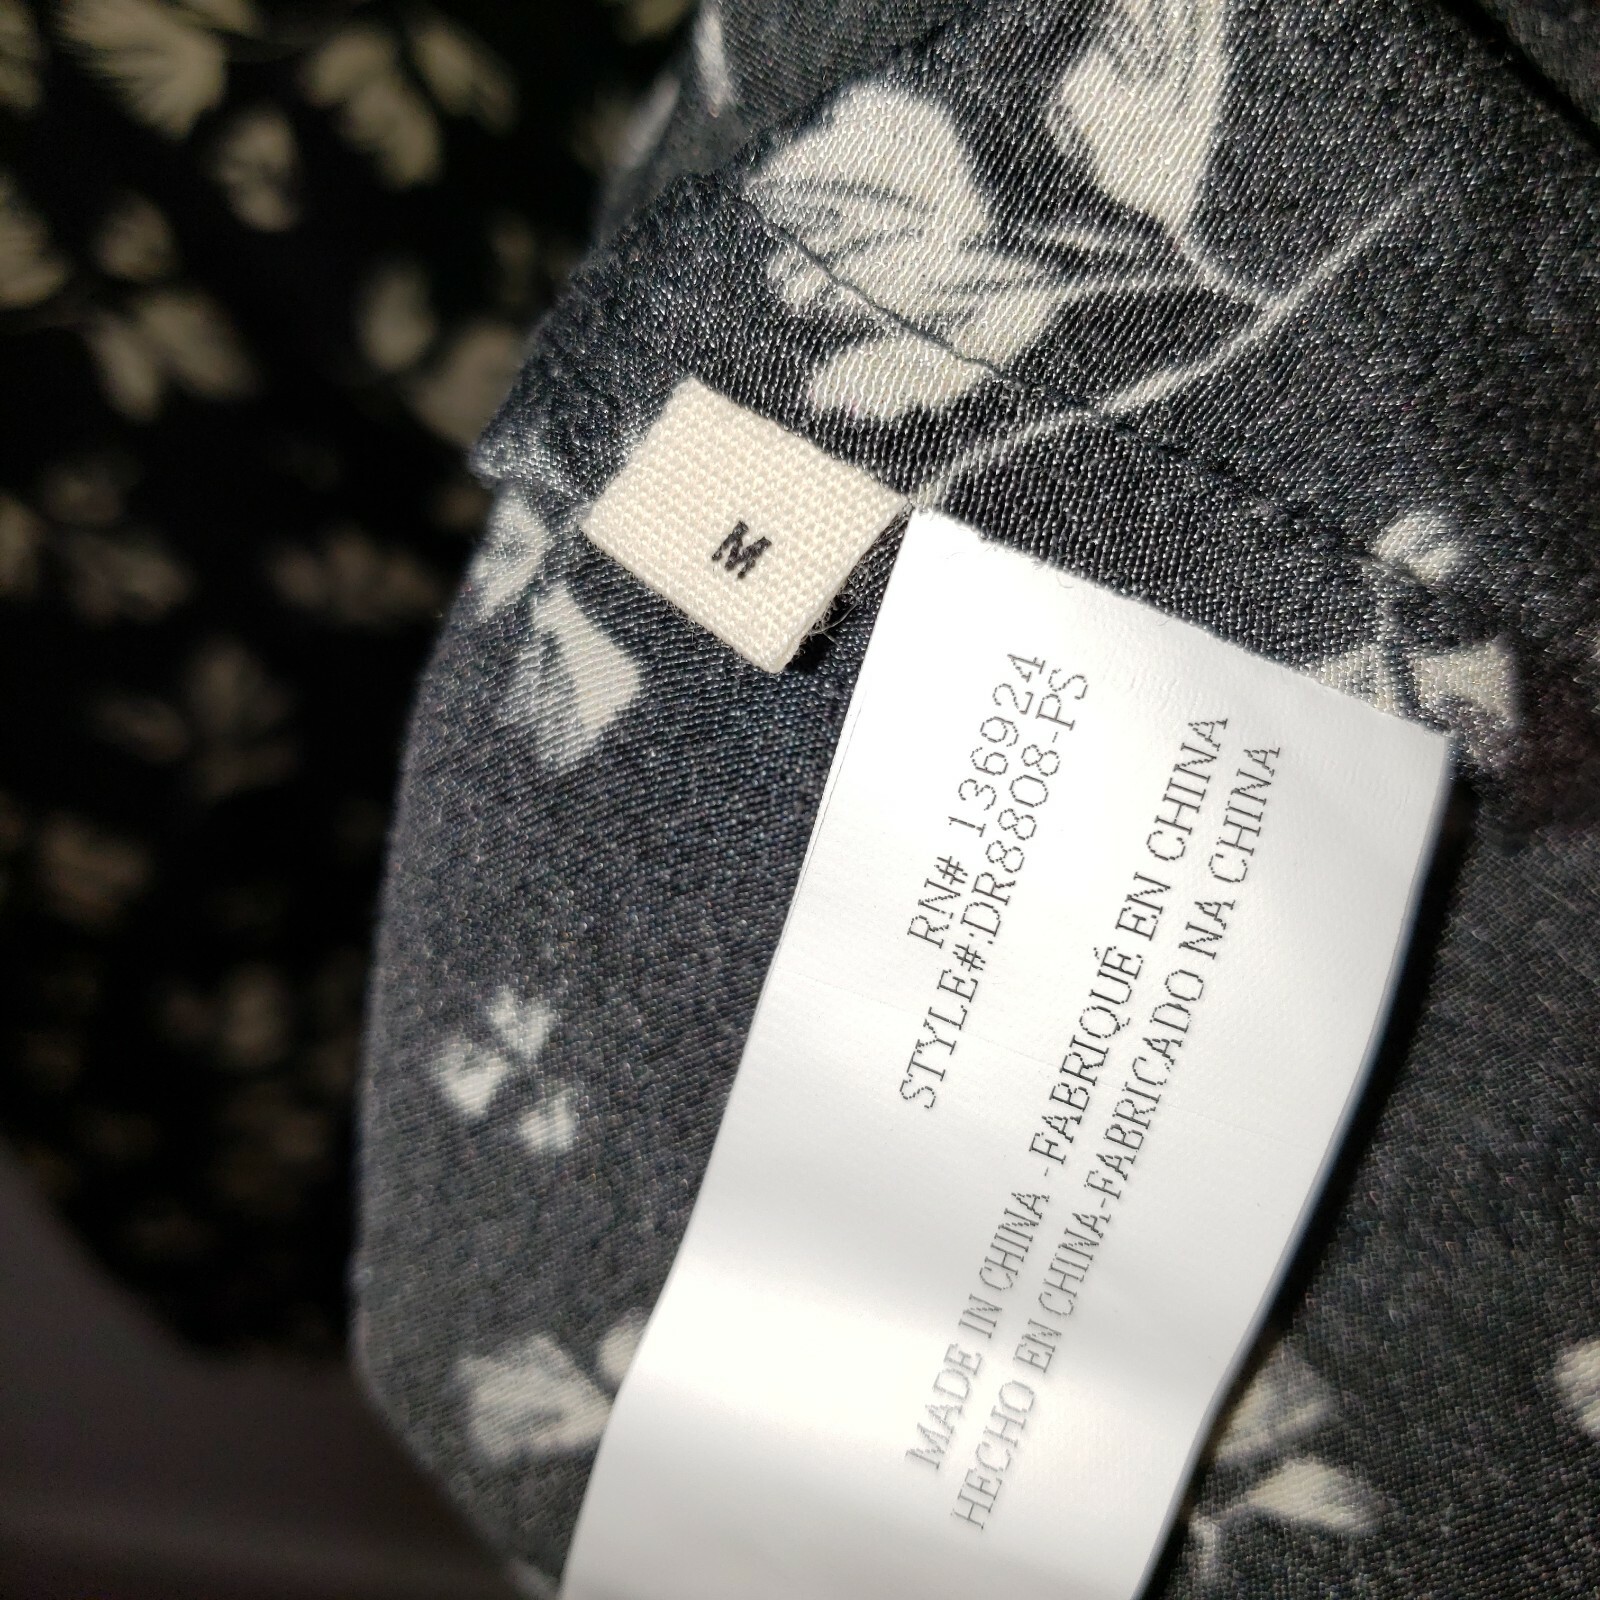 M
RN# 136924
STYLE#:DR8808-PS
MADE IN CHINA -FABRIQUÉ EN CHINA
HECHO EN CHINA-FABRICADO NA CHINA